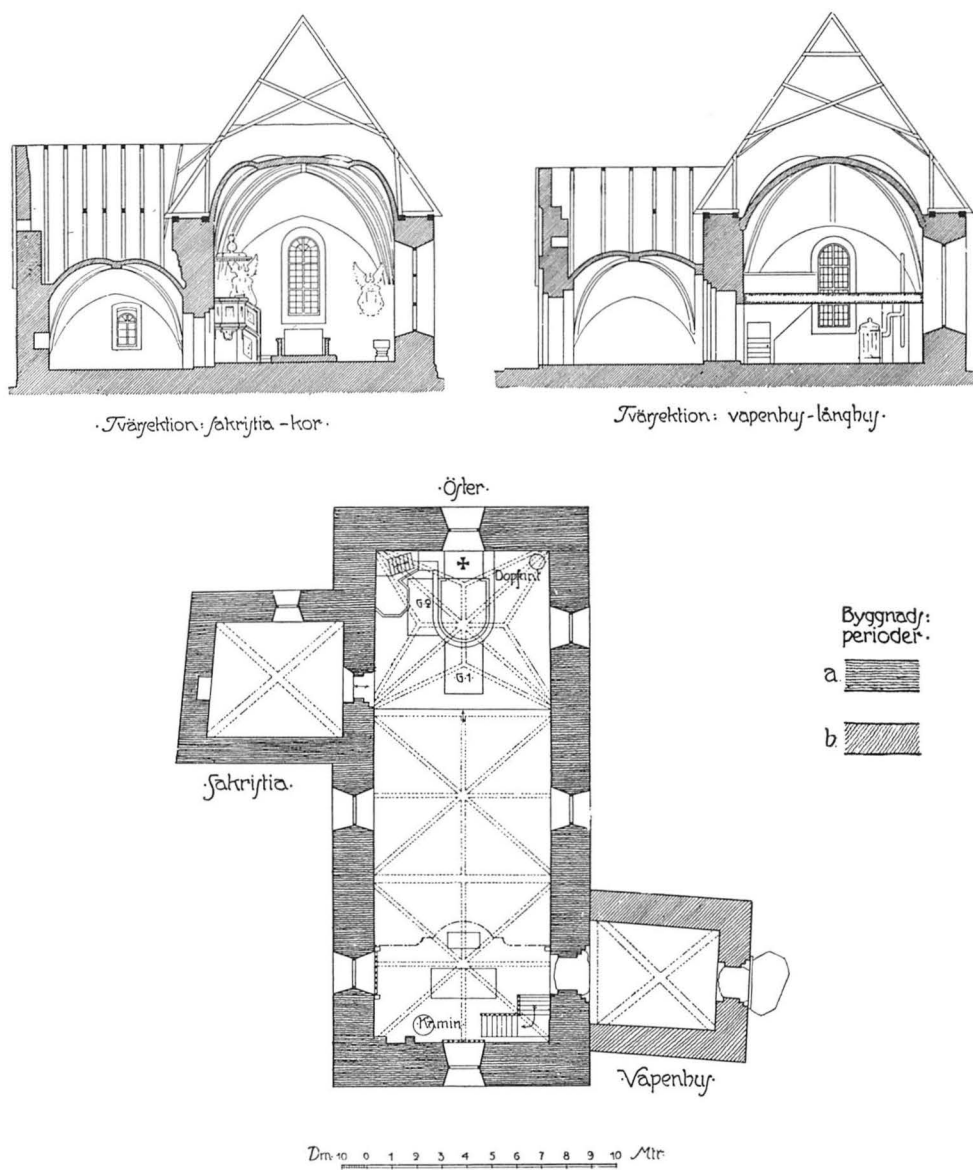 ·Tvärsektion: sakristia-kor·
·Tvärsektion: vapenhus-långhus·
·Öster·
Dopfunt
G·2
G·1
·Sakristia·
Byggnads:
perioder·
a.
b.
Kamin
·Vapenhus·
Dm: 10 0 1 2 3 4 5 6 7 8 9 10 Mtr: